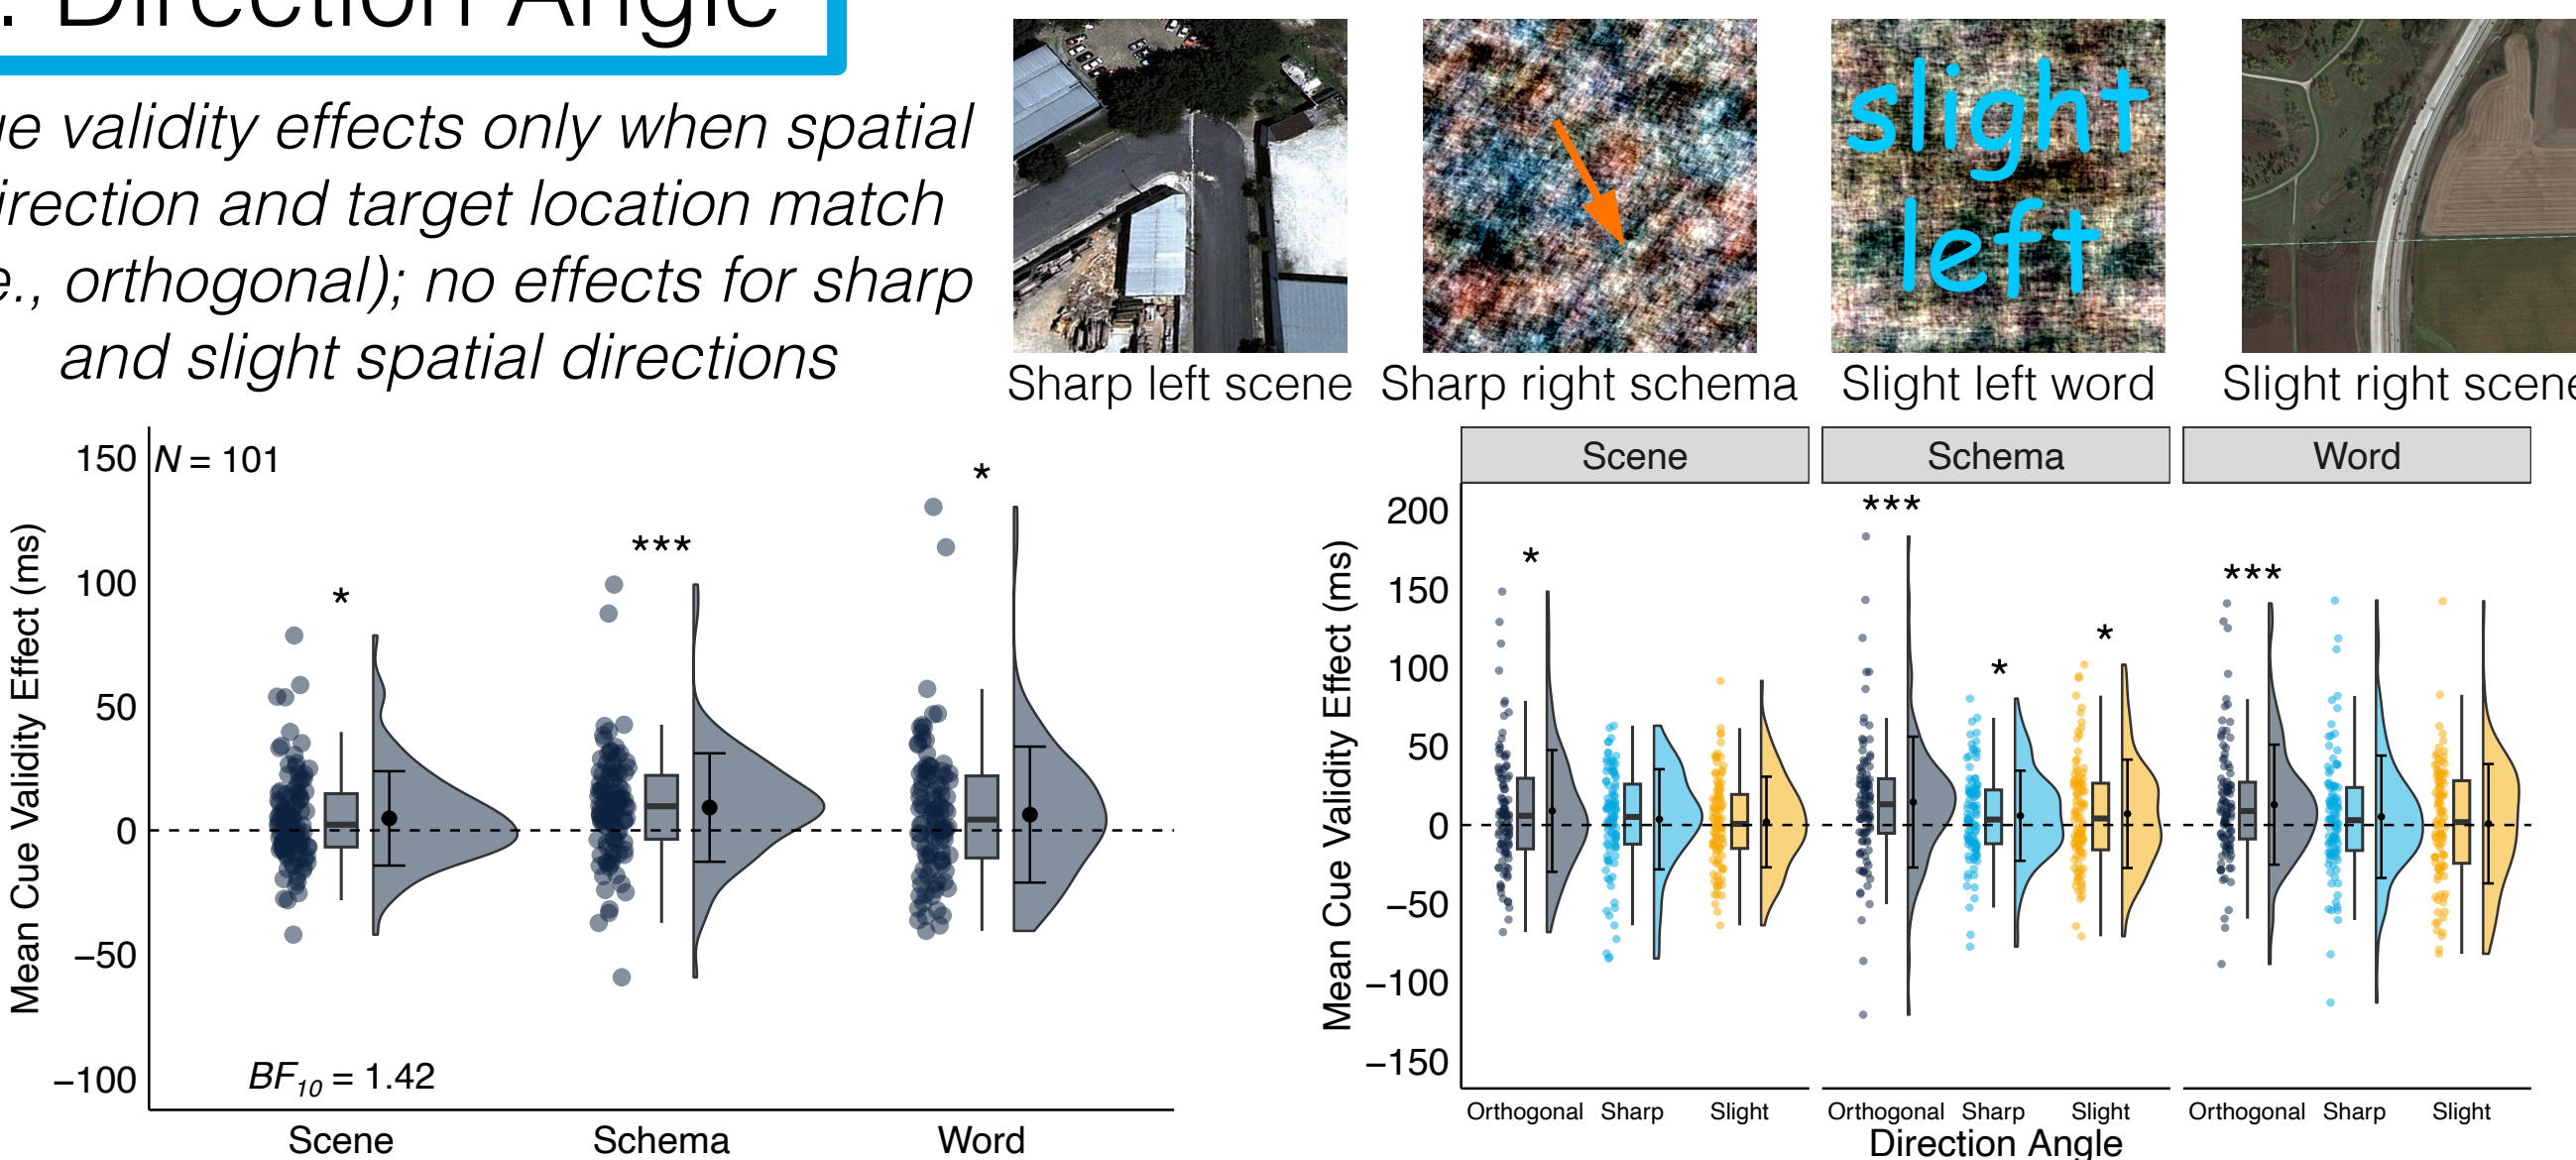 . Direction Angle
ue validity effects only when spatial
irection and target location match
e., orthogonal); no effects for sharp
and slight spatial directions
slight
left
Sharp left scene
Sharp right schema
Slight left word
Slight right scene
150
100
50
0
−50
−100
Mean Cue Validity Effect (ms)
N = 101
*
***
*
BF10 = 1.42
Scene
Schema
Word
Scene
Schema
Word
200
150
100
50
0
−50
−100
−150
Mean Cue Validity Effect (ms)
*
***
*
*
***
Orthogonal
Sharp
Slight
Orthogonal
Sharp
Slight
Orthogonal
Sharp
Slight
Direction Angle